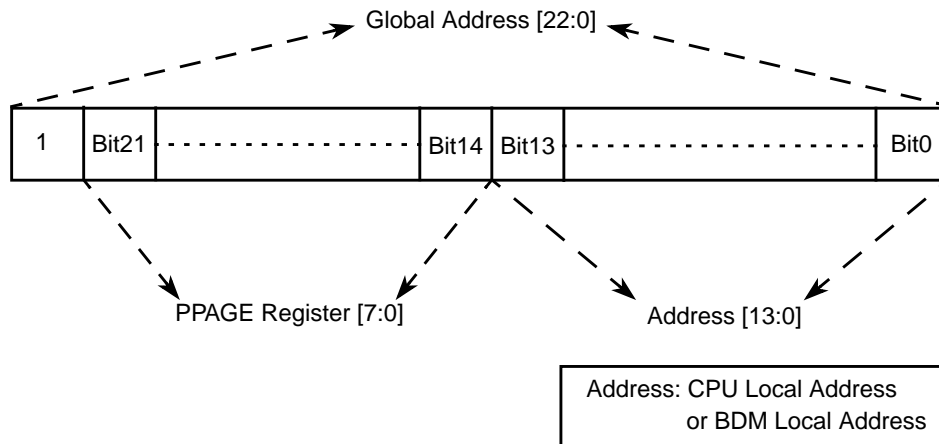 Global Address [22:0]
1 Bit21 Bit14 Bit13 Bit0
PPAGE Register [7:0] Address [13:0]
Address: CPU Local Address
or BDM Local Address